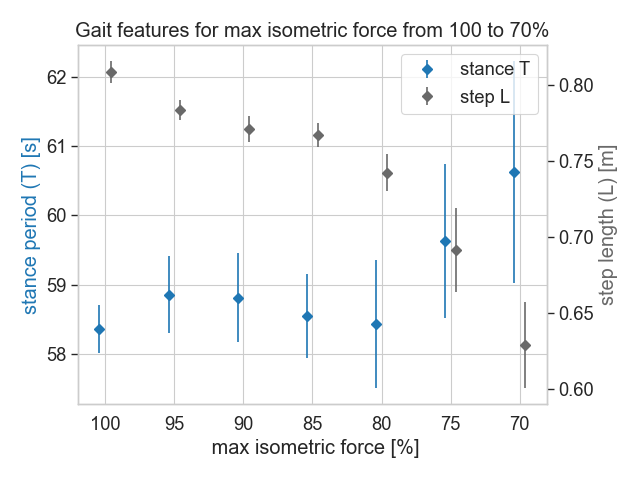 Gait features for max isometric force from 100 to 70%
stance T
step L
62
61
60
59
58
stance period (T) [s]
0.80
0.75
0.70
0.65
0.60
step length (L) [m]
100 95 90 85 80 75 70
max isometric force [%]